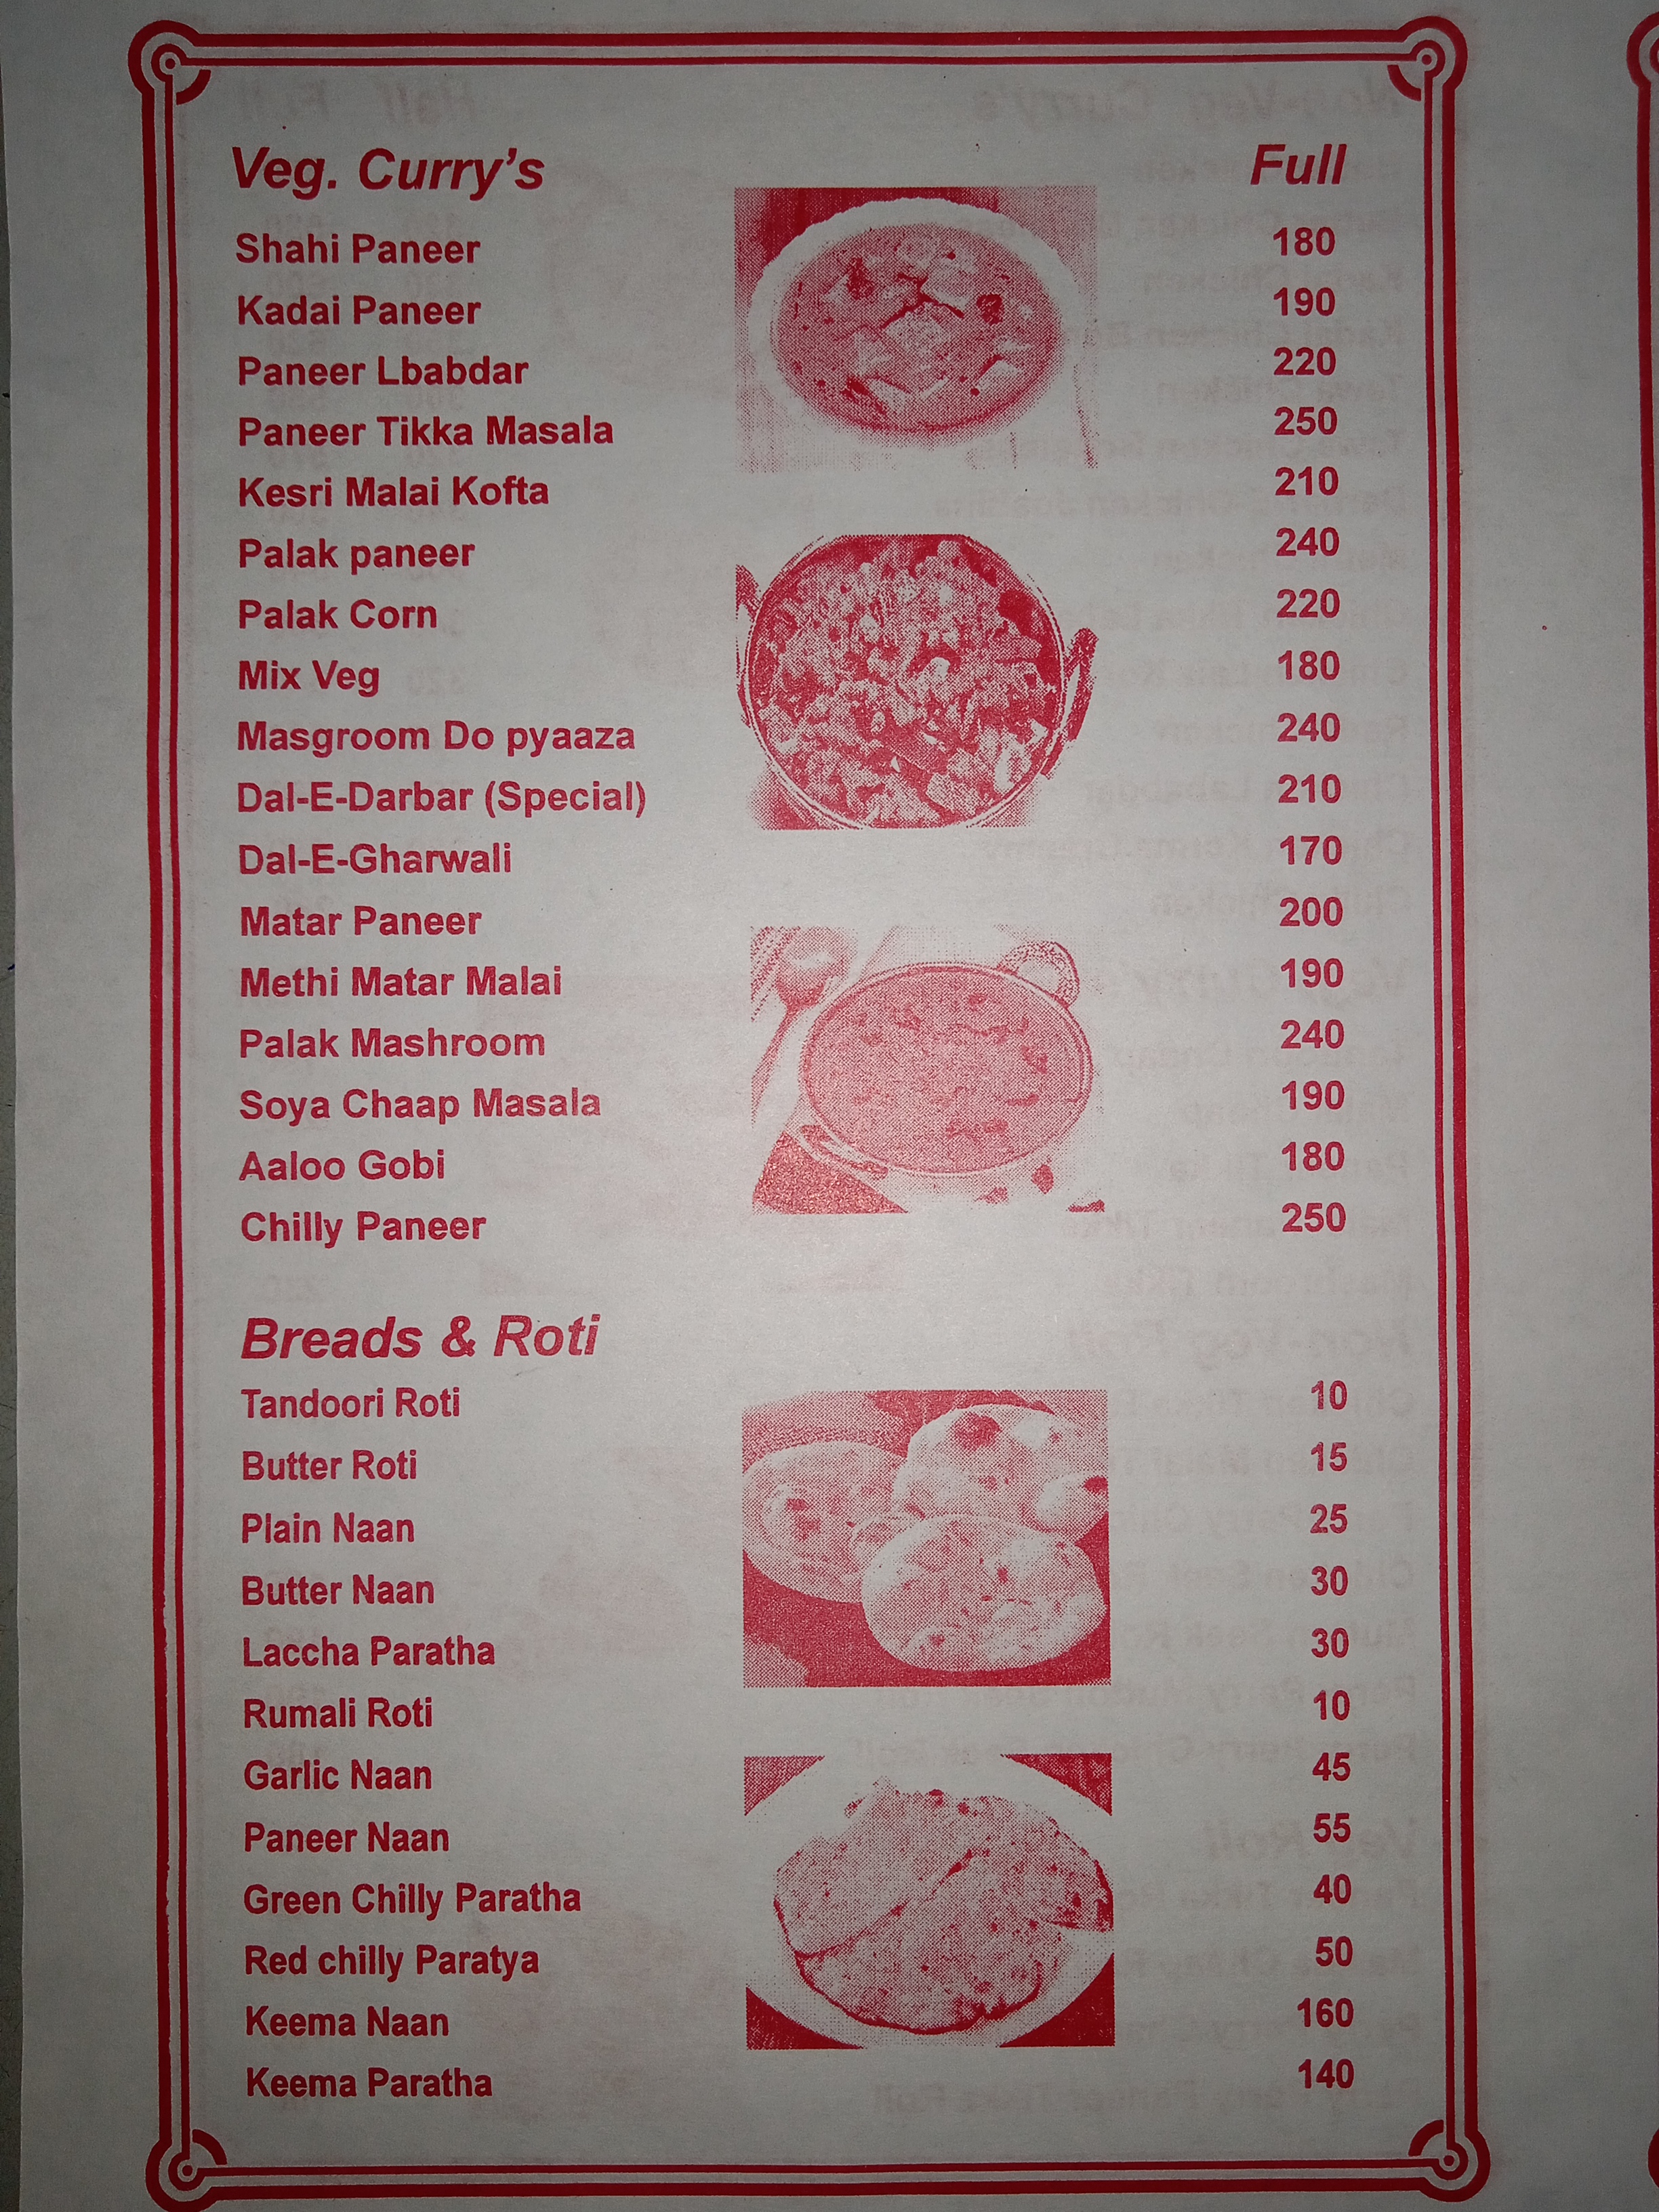 Veg. Curry's Full
Shahi Paneer 180
Kadai Paneer 190
Paneer Lbabdar 220
Paneer Tikka Masala 250
Kesri Malai Kofta 210
Palak paneer 240
Palak Corn 220
Mix Veg 180
Masgroom Do pyaaza 240
Dal-E-Darbar (Special) 210
Dal-E-Gharwali 170
Matar Paneer 200
Methi Matar Malai 190
Palak Mashroom 240
Soya Chaap Masala 190
Aaloo Gobi 180
Chilly Paneer 250
Breads & Roti
Tandoori Roti 10
Butter Roti 15
Plain Naan 25
Butter Naan 30
Laccha Paratha 30
Rumali Roti 10
Garlic Naan 45
Paneer Naan 55
Green Chilly Paratha 40
Red chilly Paratya 50
Keema Naan 160
Keema Paratha 140